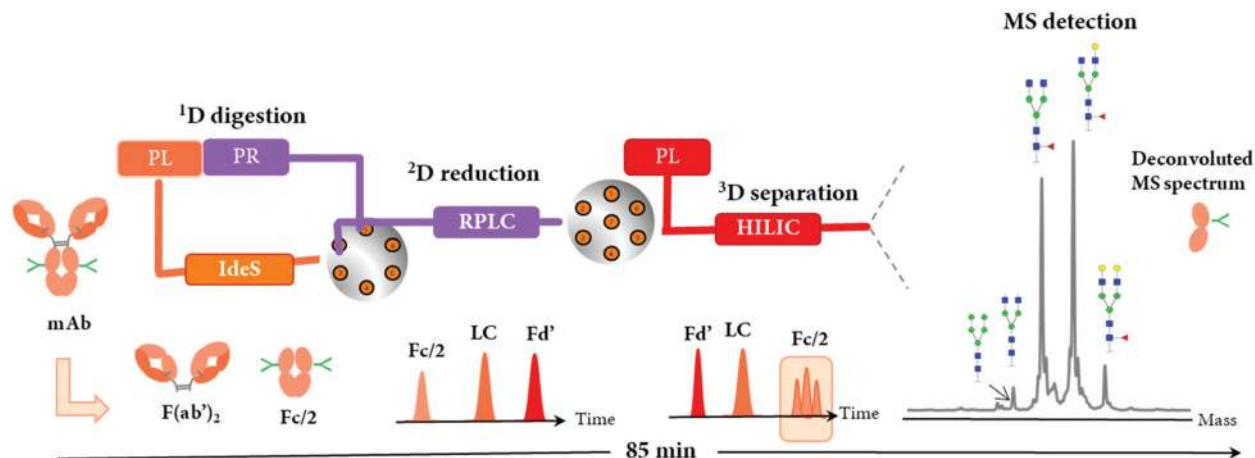 MS detection
¹D digestion
PL
PR
²D reduction
PL
³D separation
Deconvoluted
MS spectrum
RPLC
HILIC
IdeS
mAb
F(ab')₂
Fc/2
Fc/2
LC
Fd'
Time
Fd'
LC
Fc/2
Time
Mass
85 min